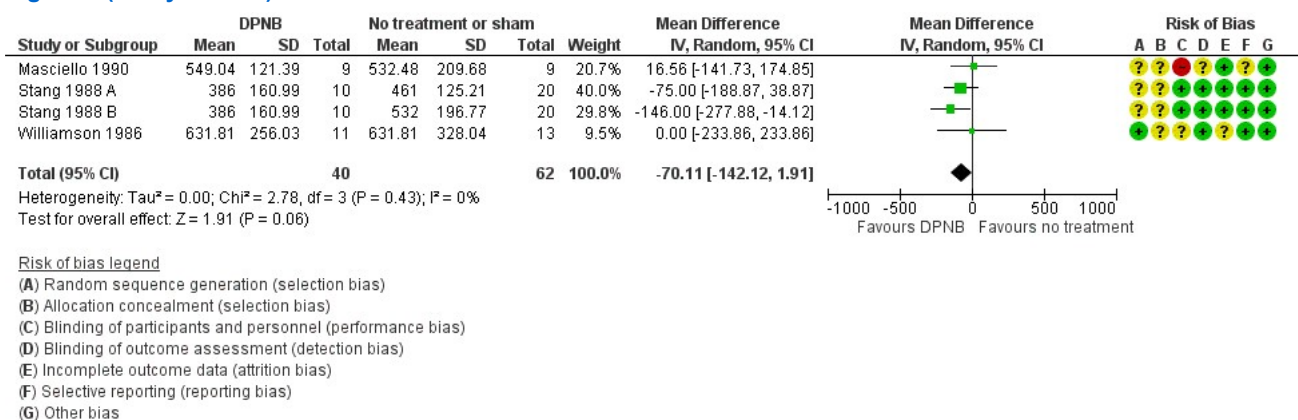 DPNB No treatment or sham Mean Difference Mean Difference Risk of Bias
Study or Subgroup Mean SD Total Mean SD Total Weight IV, Random, 95% CI IV, Random, 95% CI A B C D E F G
Masciello 1990 549.04 121.39 9 532.48 209.68 9 20.7% 16.56 [-141.73, 174.85] ? ? - ? + ? +
Stang 1988 A 386 160.99 10 461 125.21 20 40.0% -75.00 [-188.87, 38.87] ? ? + + + + +
Stang 1988 B 386 160.99 10 532 196.77 20 29.8% -146.00 [-277.88, -14.12] ? ? + + + + +
Williamson 1986 631.81 256.03 11 631.81 328.04 13 9.5% 0.00 [-233.86, 233.86] + ? ? + ? + +
Total (95% CI) 40 62 100.0% -70.11 [-142.12, 1.91]
Heterogeneity: Tau² = 0.00; Chi² = 2.78, df = 3 (P = 0.43); I² = 0%
Test for overall effect: Z = 1.91 (P = 0.06)
-1000 -500 0 500 1000
Favours DPNB Favours no treatment
Risk of bias legend
(A) Random sequence generation (selection bias)
(B) Allocation concealment (selection bias)
(C) Blinding of participants and personnel (performance bias)
(D) Blinding of outcome assessment (detection bias)
(E) Incomplete outcome data (attrition bias)
(F) Selective reporting (reporting bias)
(G) Other bias